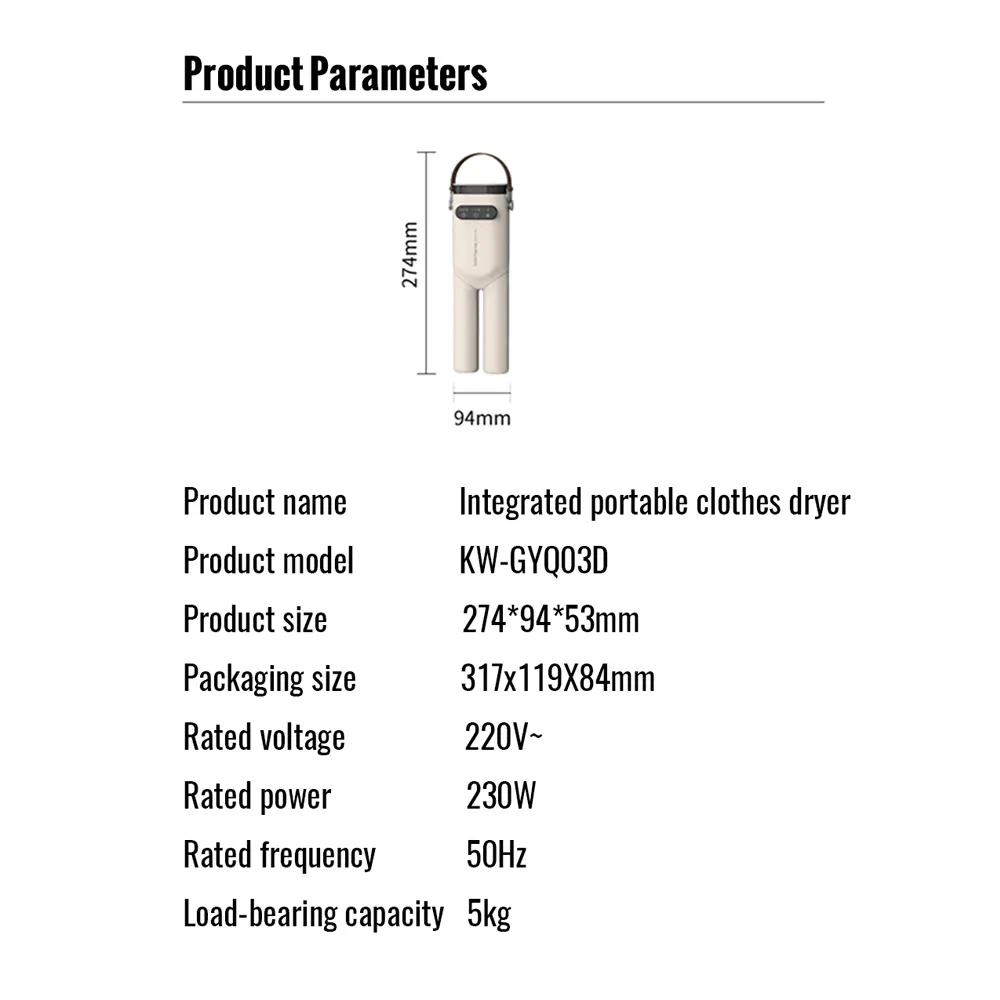 Product Parameters
274mm
94mm
Product name Integrated portable clothes dryer
Product model KW-GYQ03D
Product size 274*94*53mm
Packaging size 317x119X84mm
Rated voltage 220V~
Rated power 230W
Rated frequency 50Hz
Load-bearing capacity 5kg